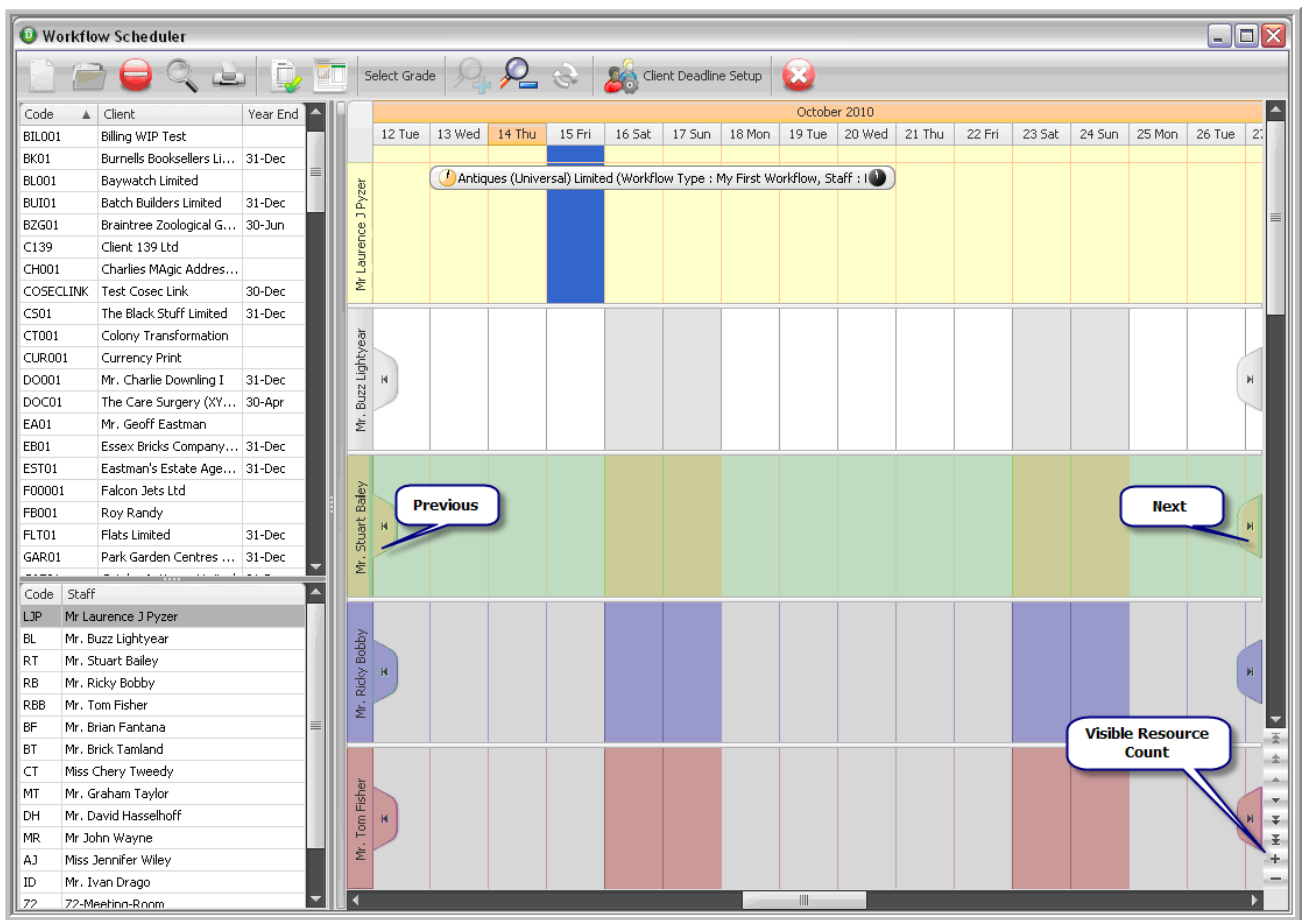 Workflow Scheduler
Select Grade
Client Deadline Setup
Code Client Year End
BIL001 Billing WIP Test
BK01 Burnells Booksellers Li... 31-Dec
BL001 Baywatch Limited
BUI01 Batch Builders Limited 31-Dec
BZG01 Braintree Zoological G... 30-Jun
C139 Client 139 Ltd
CH001 Charlies MAgic Addres...
COSECLINK Test Cosec Link 30-Dec
CS01 The Black Stuff Limited 31-Dec
CT001 Colony Transformation
CUR001 Currency Print
DO001 Mr. Charlie Downling I 31-Dec
DOC01 The Care Surgery (XY... 30-Apr
EA01 Mr. Geoff Eastman
EB01 Essex Bricks Company... 31-Dec
EST01 Eastman's Estate Age... 31-Dec
F00001 Falcon Jets Ltd
FB001 Roy Randy
FLT01 Flats Limited 31-Dec
GAR01 Park Garden Centres ... 31-Dec
Code Staff
LJP Mr Laurence J Pyzer
BL Mr. Buzz Lightyear
RT Mr. Stuart Bailey
RB Mr. Ricky Bobby
RBB Mr. Tom Fisher
BF Mr. Brian Fantana
BT Mr. Brick Tamland
CT Miss Chery Tweedy
MT Mr. Graham Taylor
DH Mr. David Hasselhoff
MR Mr John Wayne
AJ Miss Jennifer Wiley
ID Mr. Ivan Drago
ZZ ZZ-Meeting-Room
October 2010
12 Tue 13 Wed 14 Thu 15 Fri 16 Sat 17 Sun 18 Mon 19 Tue 20 Wed 21 Thu 22 Fri 23 Sat 24 Sun 25 Mon 26 Tue 27
Mr Laurence J Pyzer
Antiques (Universal) Limited (Workflow Type : My First Workflow, Staff : I
Mr. Buzz Lightyear
Mr. Stuart Bailey
Previous
Next
Mr. Ricky Bobby
Visible Resource
Count
Mr. Tom Fisher